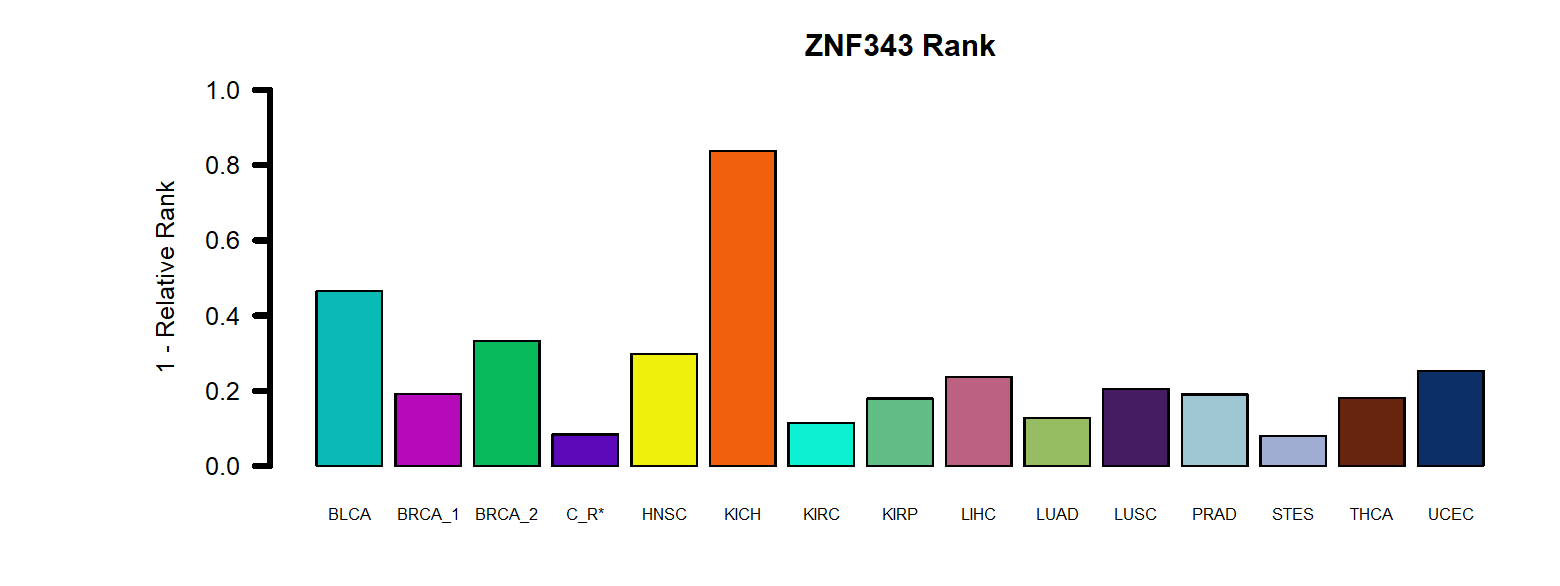 ZNF343 Rank
1 - Relative Rank
1.0
0.8
0.6
0.4
0.2
0.0
BLCA BRCA_1 BRCA_2 C_R* HNSC KICH KIRC KIRP LIHC LUAD LUSC PRAD STES THCA UCEC